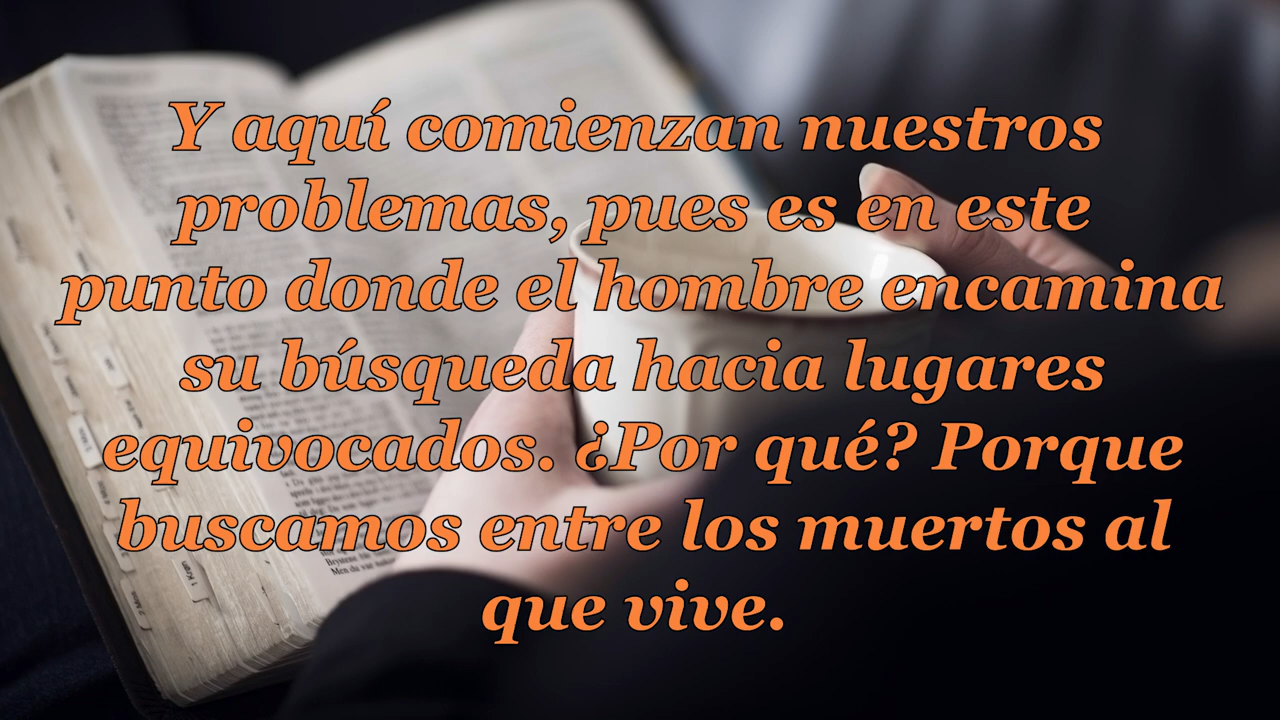 Y aquí comienzan nuestros
problemas, pues es en este
punto donde el hombre encamina
su búsqueda hacia lugares
equivocados. ¿Por qué? Porque
buscamos entre los muertos al
que vive.